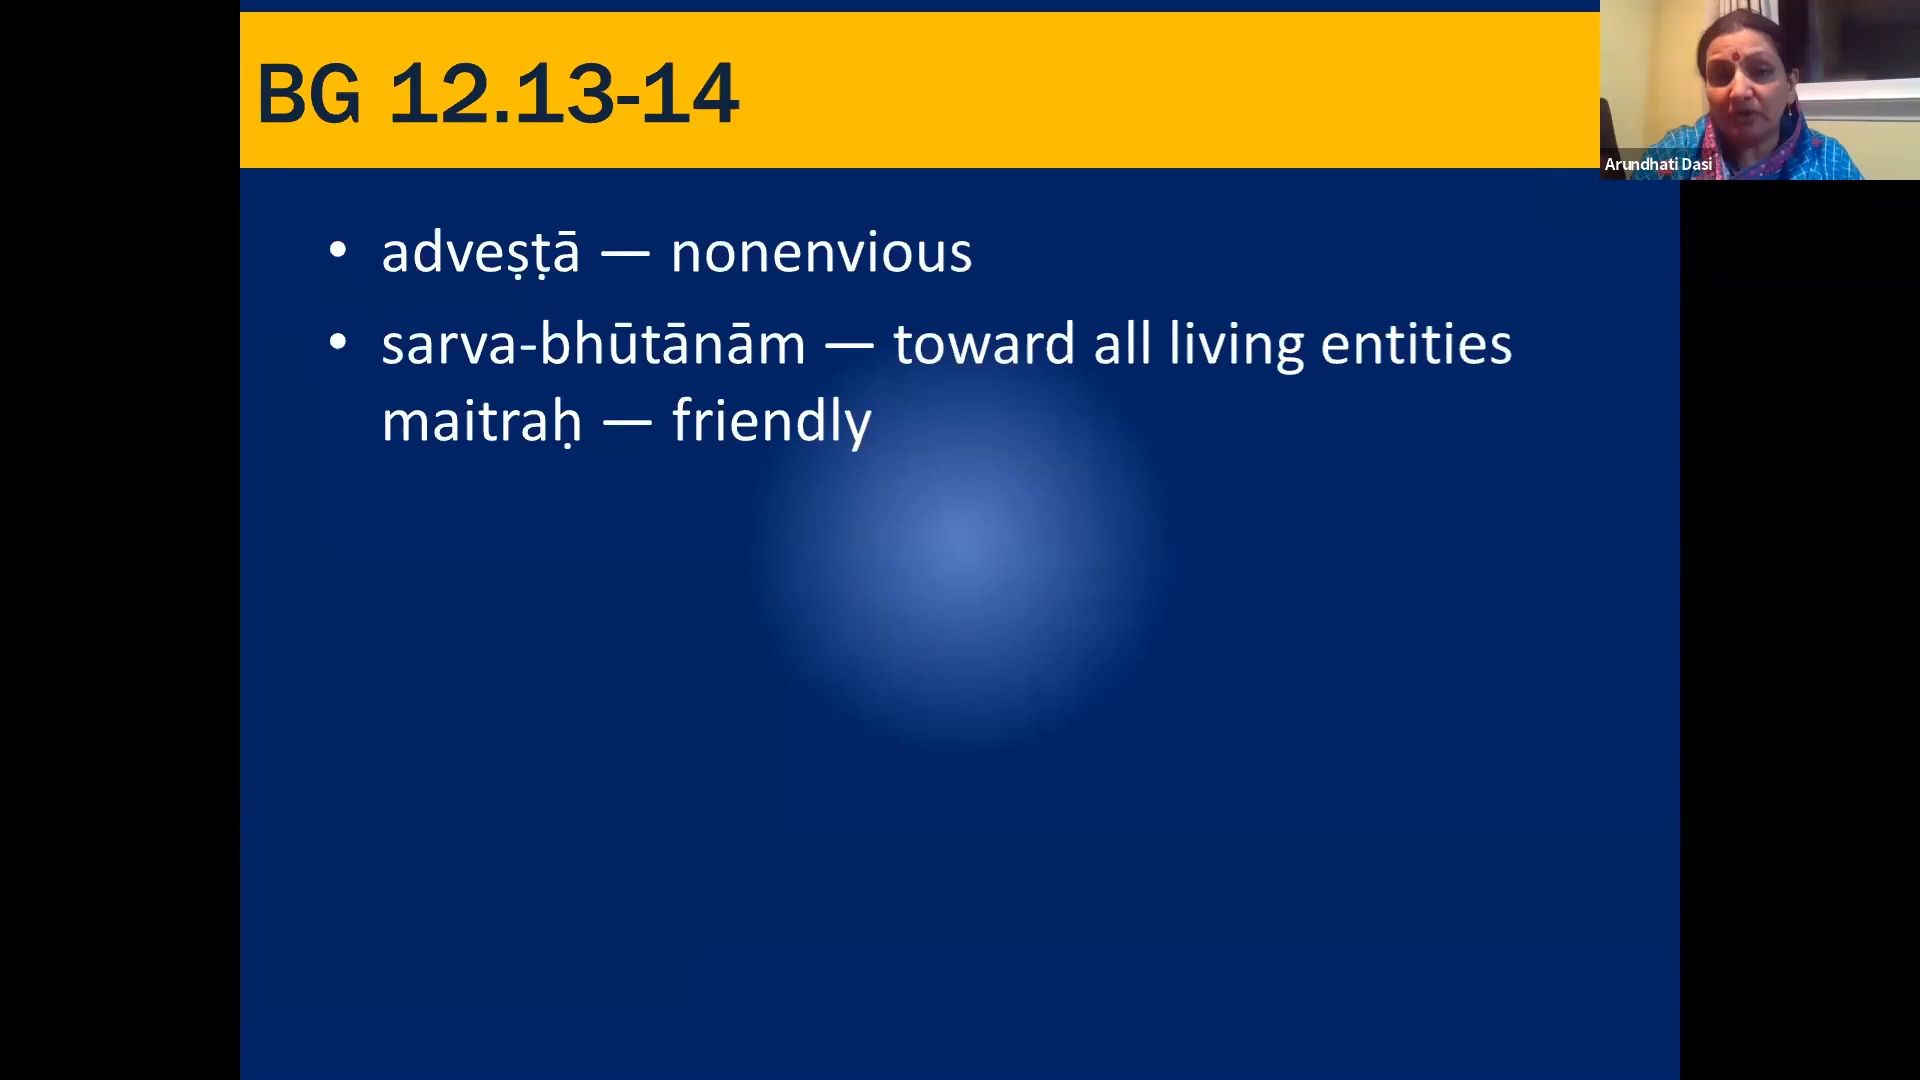 BG 12.13-14
Arundhati Dasi
• adveṣṭā — nonenvious
• sarva-bhūtānām — toward all living entities
maitraḥ — friendly